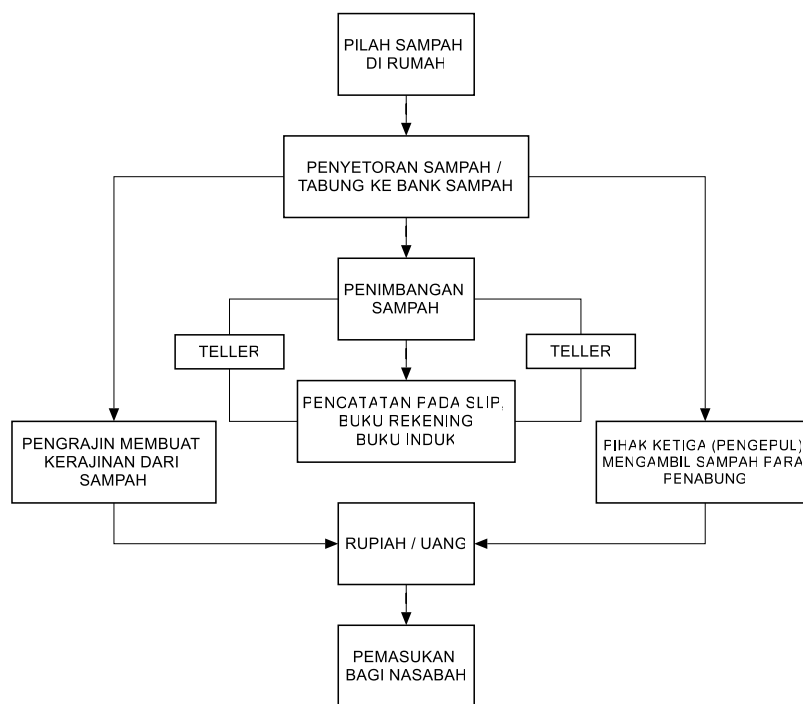 PILAH SAMPAH
DI RUMAH
PENYETORAN SAMPAH /
TABUNG KE BANK SAMPAH
PENIMBANGAN
SAMPAH
TELLER
TELLER
PENCATATAN PADA SLIP,
BUKU REKENING
BUKU INDUK
PENGRAJIN MEMBUAT
KERAJINAN DARI
SAMPAH
FIHAK KETIGA (PENGEPUL)
MENGAMBIL SAMPAH PARA
PENABUNG
RUPIAH / UANG
PEMASUKAN
BAGI NASABAH